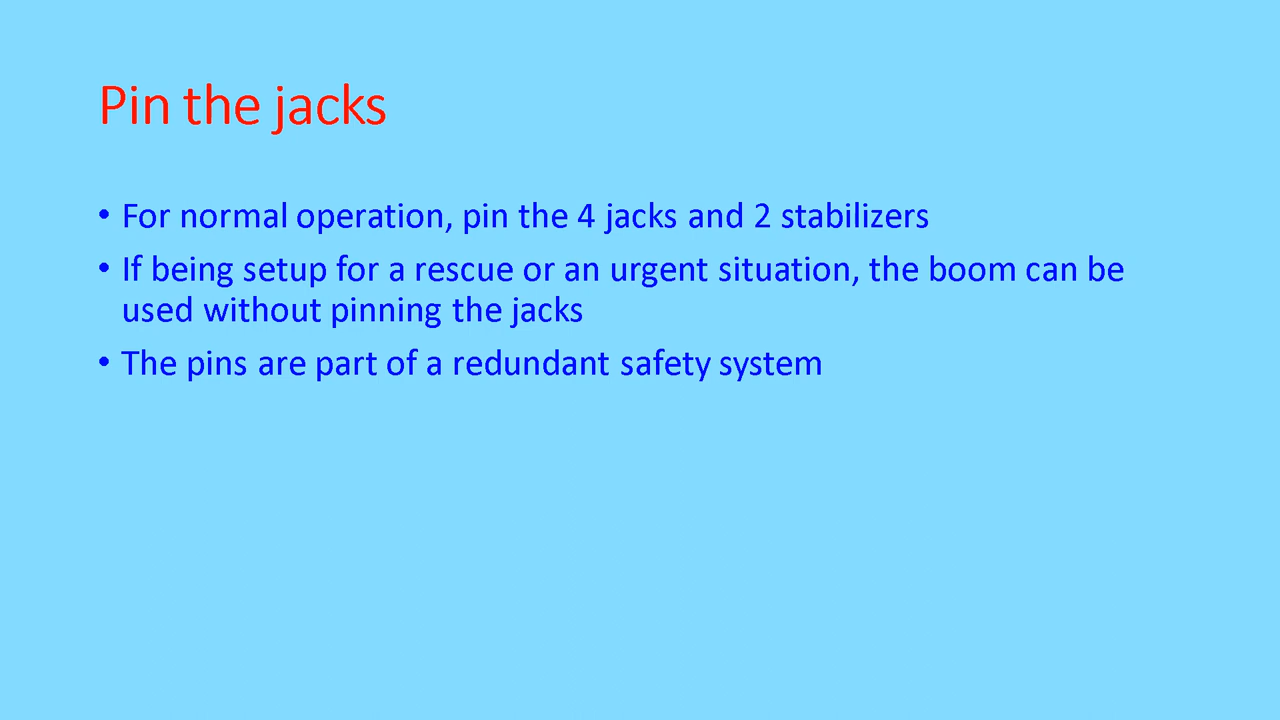 Pin the jacks
• For normal operation, pin the 4 jacks and 2 stabilizers
• If being setup for a rescue or an urgent situation, the boom can be
used without pinning the jacks
• The pins are part of a redundant safety system